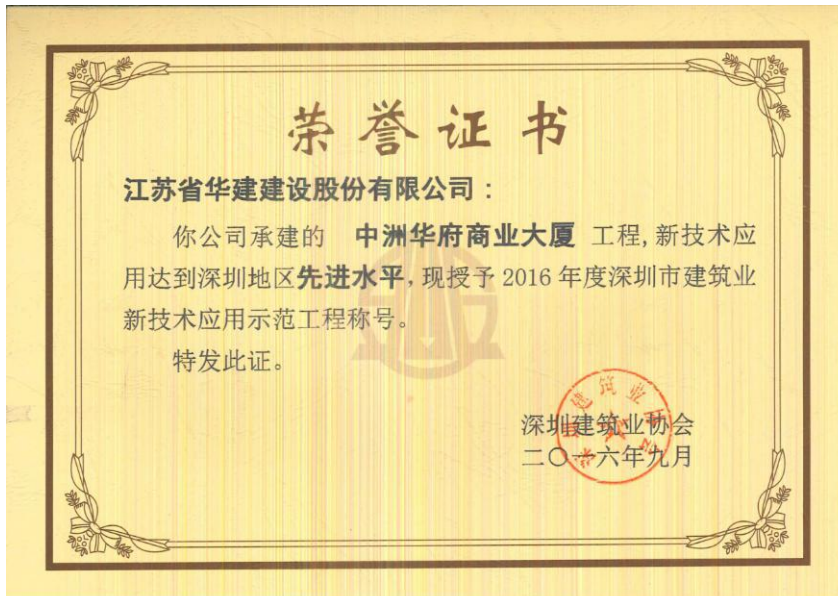 荣誉证书
江苏省华建建设股份有限公司：
你公司承建的 中洲华府商业大厦 工程,新技术应
用达到深圳地区先进水平,现授予 2016 年度深圳市建筑业
新技术应用示范工程称号。
特发此证。
深圳建筑业协会
二〇一六年九月